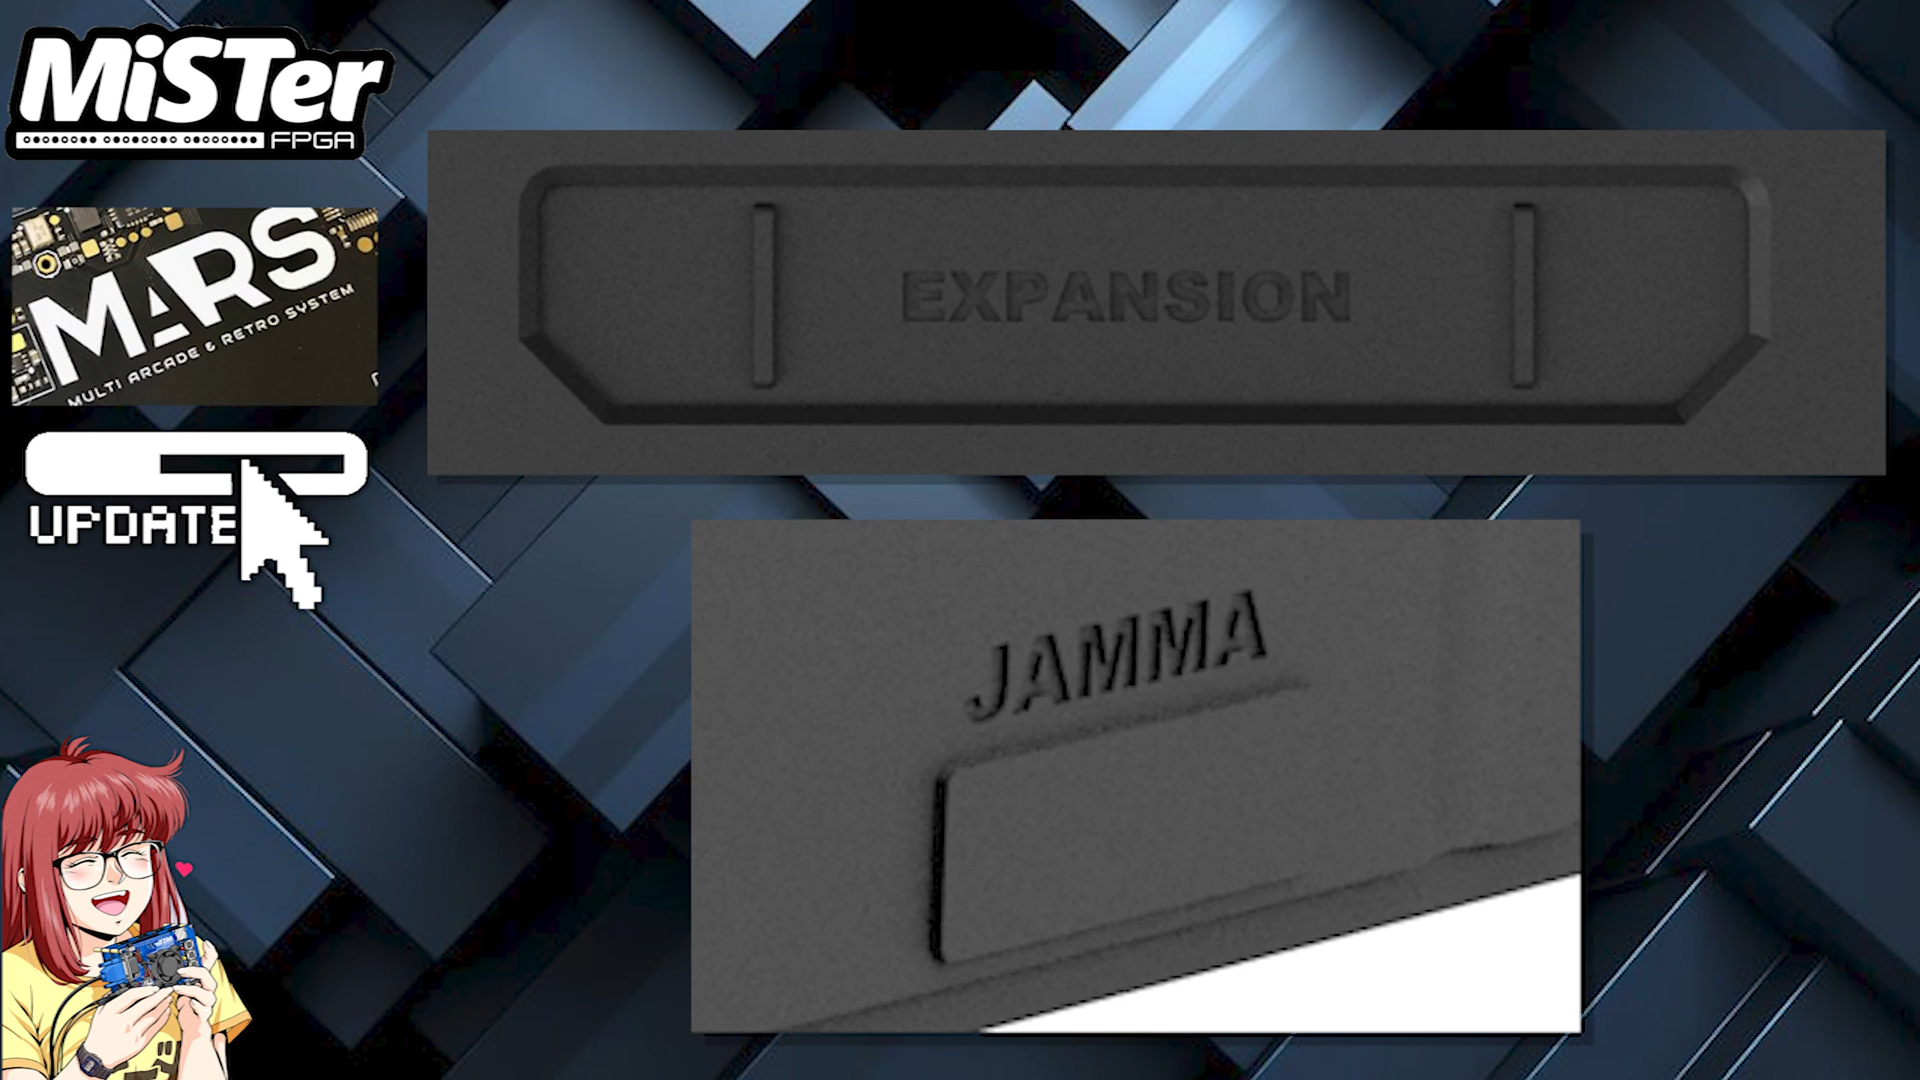 MiSTer
FPGA
MARS
MULTI ARCADE & RETRO SYSTEM
UPDATE
EXPANSION
JAMMA